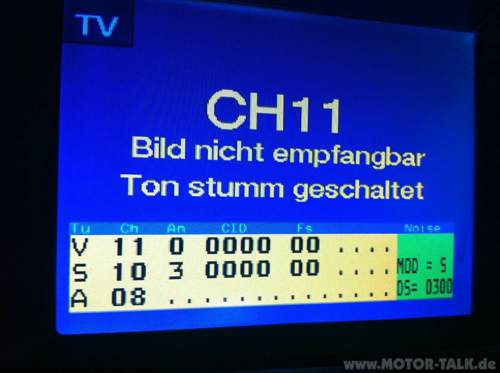 TV
CH11
Bild nicht empfangbar
Ton stumm geschaltet
Tu Ch An CID Fs Noise
V 11 0 0000 00 ....
S 10 3 0000 00 .... MOD = S
A 08 .............. DS= 0300
www.MOTOR-TALK.de